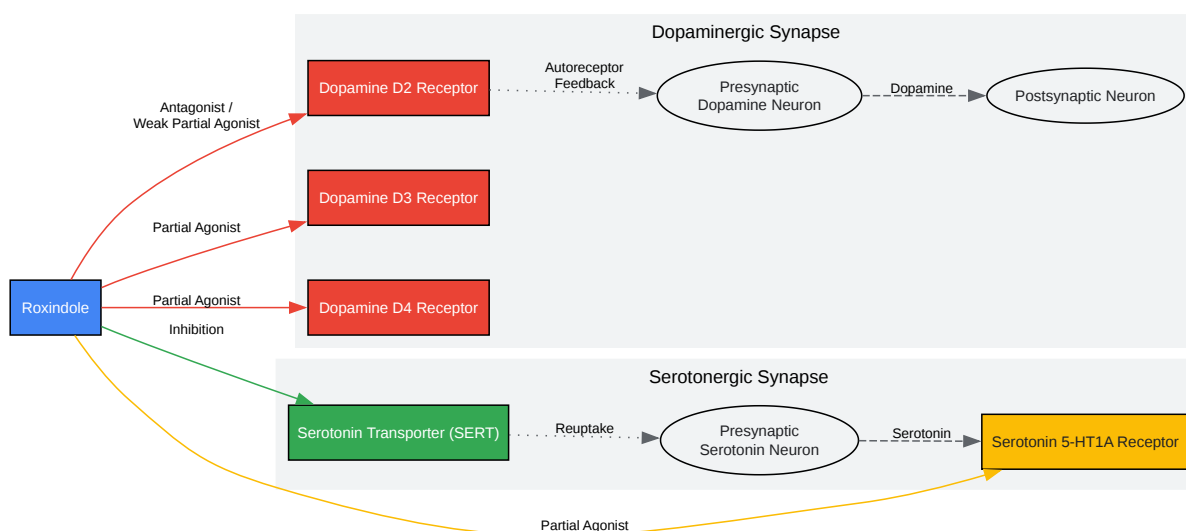 Dopaminergic Synapse
Dopamine D2 Receptor
Autoreceptor
Feedback
Presynaptic
Dopamine Neuron
Dopamine
Postsynaptic Neuron
Antagonist /
Weak Partial Agonist
Dopamine D3 Receptor
Partial Agonist
Roxindole
Partial Agonist
Dopamine D4 Receptor
Inhibition
Serotonergic Synapse
Serotonin Transporter (SERT)
Reuptake
Presynaptic
Serotonin Neuron
Serotonin
Serotonin 5-HT1A Receptor
Partial Agonist